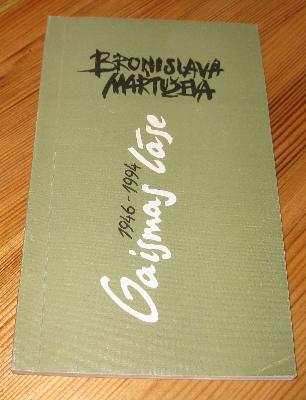 BRONISLAVA
MARTUŽEVA
1946-1994
Gaismas lāse